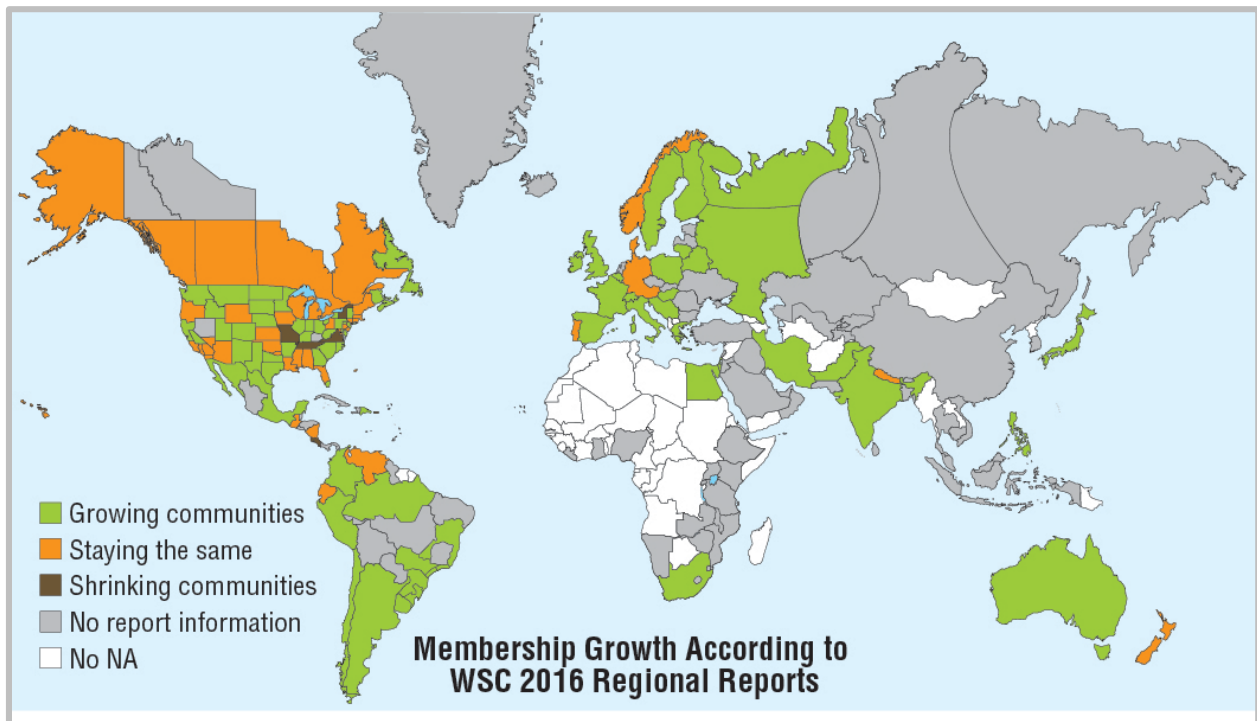 Growing communities
Staying the same
Shrinking communities
No report information
No NA
Membership Growth According to
WSC 2016 Regional Reports